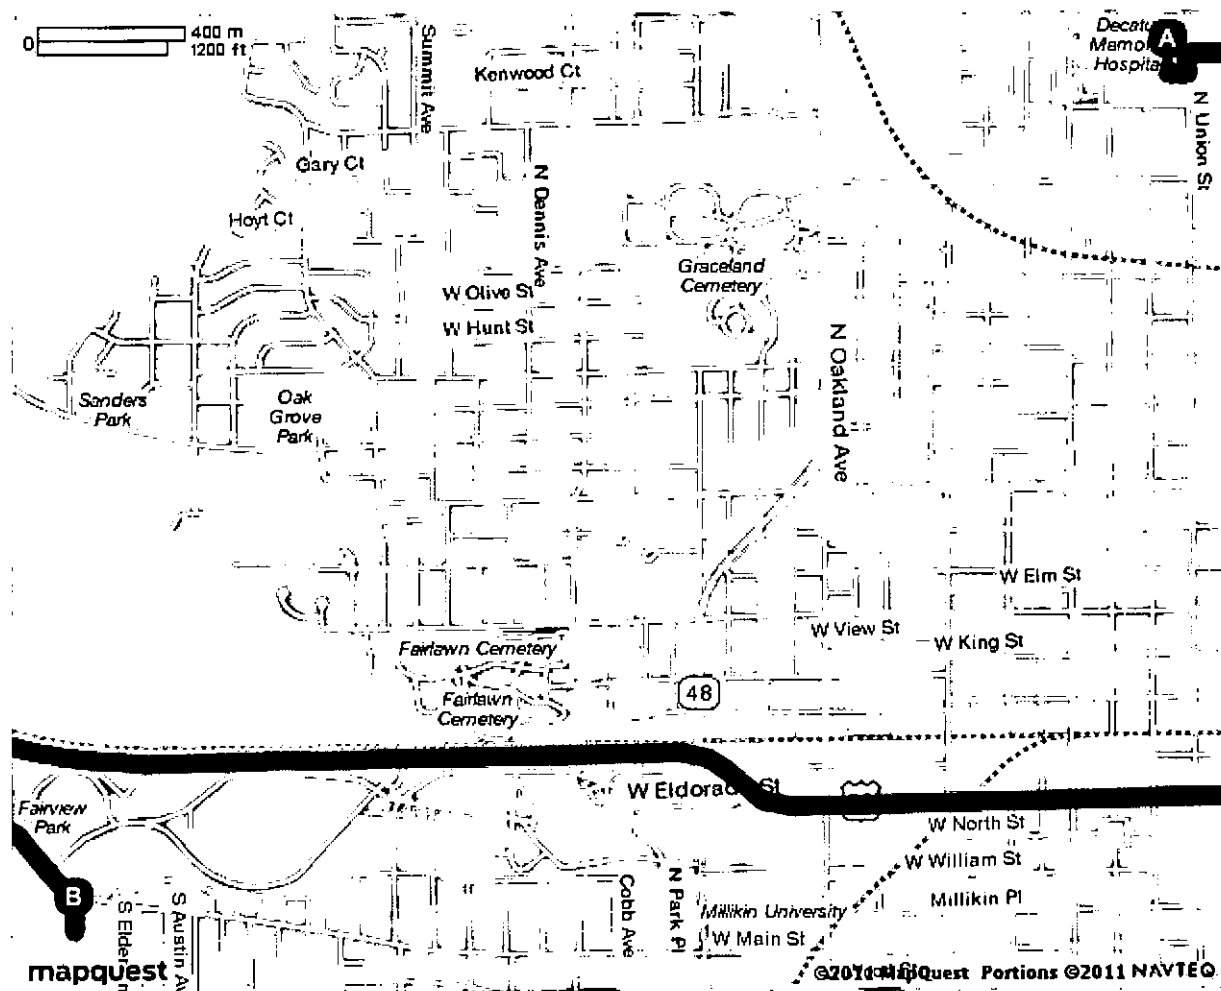 0
400 m
1200 ft
Summit Ave
Kenwood Ct
Memo
Hospita
A
N Union St
Gary Ct
N Dennis Ave
Hoyt Ct
Graceland
Cemetery
W Olive St
W Hunt St
N Oakland Ave
Sanders
Park
Oak
Grove
Park
W Elm St
W View St
W King St
Fairlawn Cemetery
Fairlawn
Cemetery
48
W Eldorad St
Fairview
Park
W North St
W William St
Millikin Pl
B
S Elder
S Austin Av
Cobb Ave
N Park Pl
Millikin University
W Main St
mapquest
©2011 MapQuest Portions ©2011 NAVTEQ